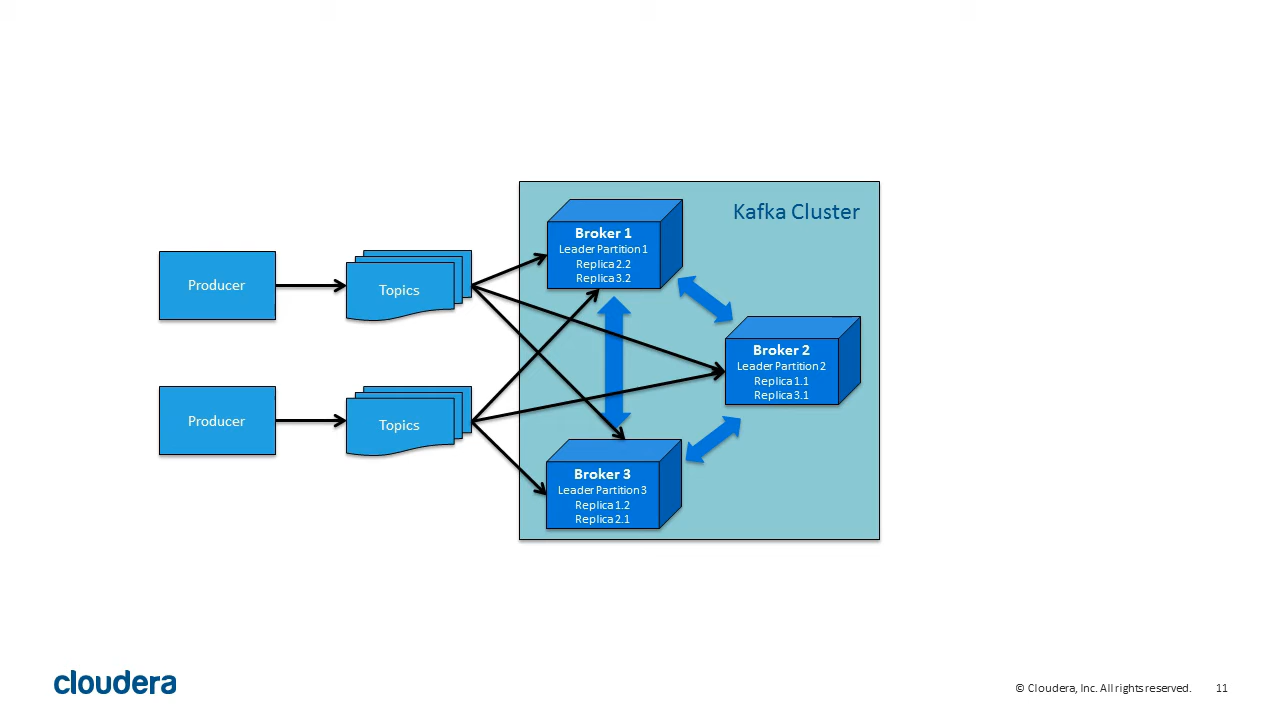 Kafka Cluster
Broker 1
Leader Partition 1
Replica 2.2
Replica 3.2
Producer
Topics
Broker 2
Leader Partition 2
Replica 1.1
Replica 3.1
Producer
Topics
Broker 3
Leader Partition 3
Replica 1.2
Replica 2.1
cloudera
© Cloudera, Inc. All rights reserved. 11